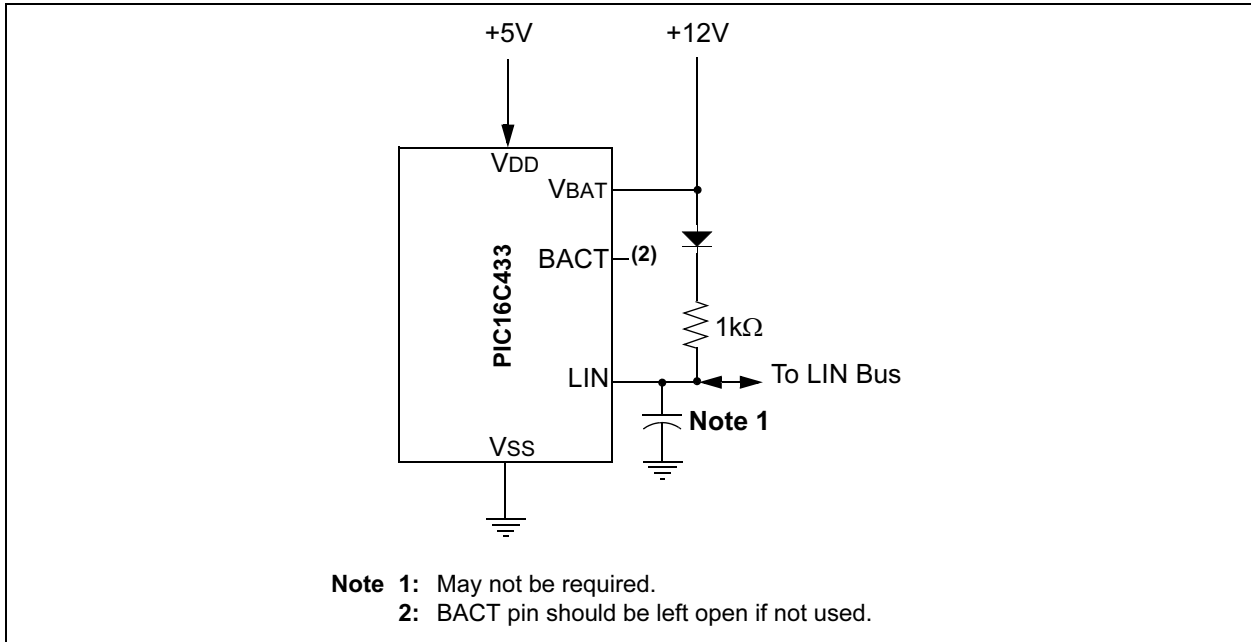 +5V
+12V
VDD
VBAT
BACT
(2)
PIC16C433
1kΩ
LIN
To LIN Bus
Note 1
VSS
Note 1: May not be required.
2: BACT pin should be left open if not used.